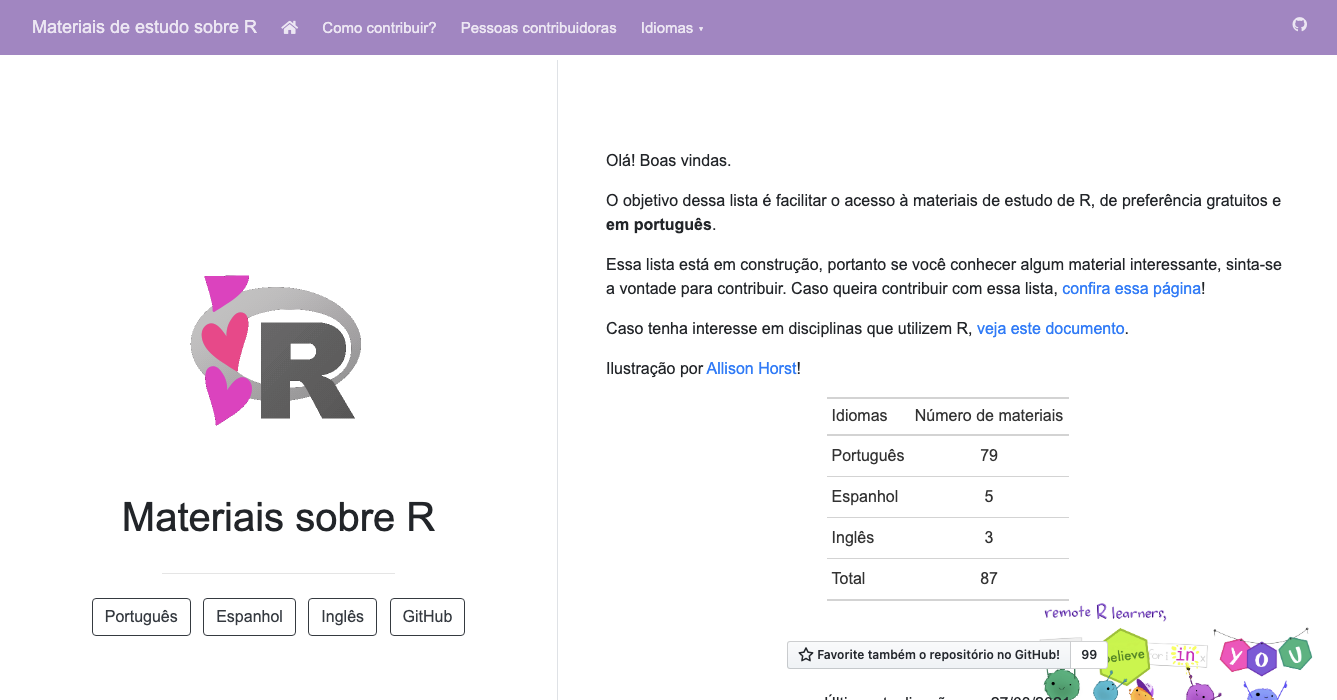 Materiais de estudo sobre R Como contribuir? Pessoas contribuidoras Idiomas
Olá! Boas vindas.
O objetivo dessa lista é facilitar o acesso à materiais de estudo de R, de preferência gratuitos e
em português.
Essa lista está em construção, portanto se você conhecer algum material interessante, sinta-se
a vontade para contribuir. Caso queira contribuir com essa lista, confira essa página!
Caso tenha interesse em disciplinas que utilizem R, veja este documento.
Ilustração por Allison Horst!
R
Materiais sobre R
Português Espanhol Inglês GitHub
Idiomas Número de materiais
Português 79
Espanhol 5
Inglês 3
Total 87
remote R learners,
believe in YOU
Favorite também o repositório no GitHub! 99